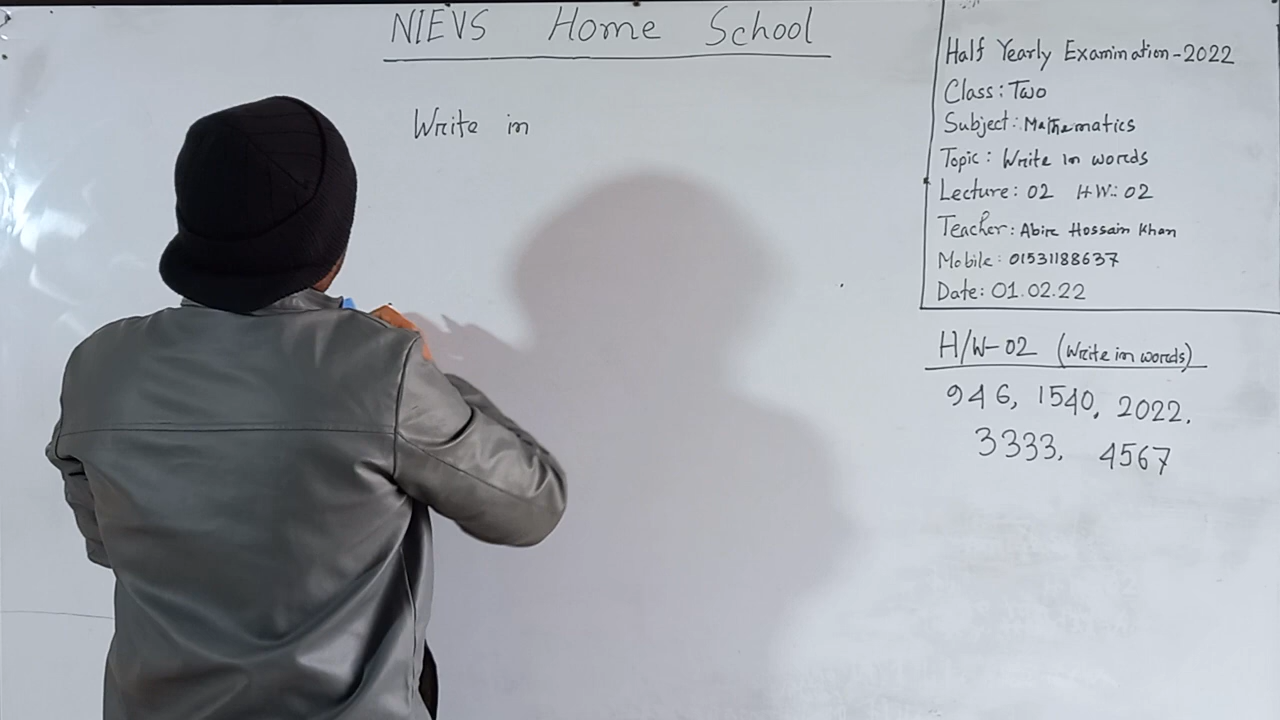 NIEVS Home School
Write in
Half Yearly Examination-2022
Class: Two
Subject: Mathematics
Topic: Write in words
Lecture: 02 H.W.: 02
Teacher: Abir Hossain Khan
Mobile: 01531188637
Date: 01.02.22
H/W-02 (Write in words)
946, 1540, 2022,
3333, 4567